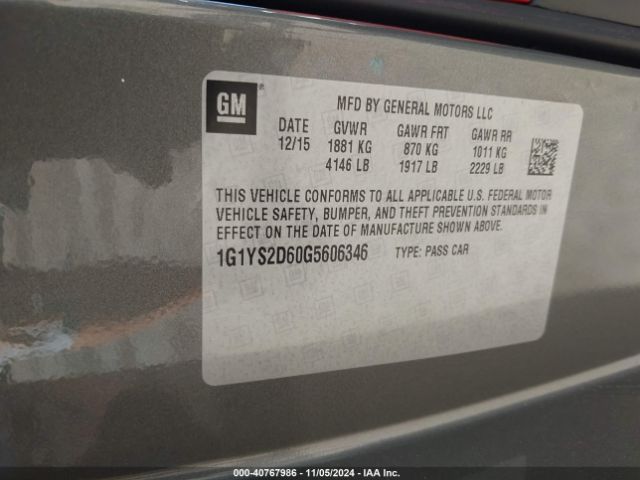 GM
MFD BY GENERAL MOTORS LLC
DATE GVWR GAWR FRT GAWR RR
12/15 1881 KG 870 KG 1011 KG
4146 LB 1917 LB 2229 LB
THIS VEHICLE CONFORMS TO ALL APPLICABLE U.S. FEDERAL MOTOR
VEHICLE SAFETY, BUMPER, AND THEFT PREVENTION STANDARDS IN
EFFECT ON THE DATE OF MANUFACTURE SHOWN ABOVE.
1G1YS2D60G5606346 TYPE: PASS CAR
000-40767986 - 11/05/2024 - IAA Inc.